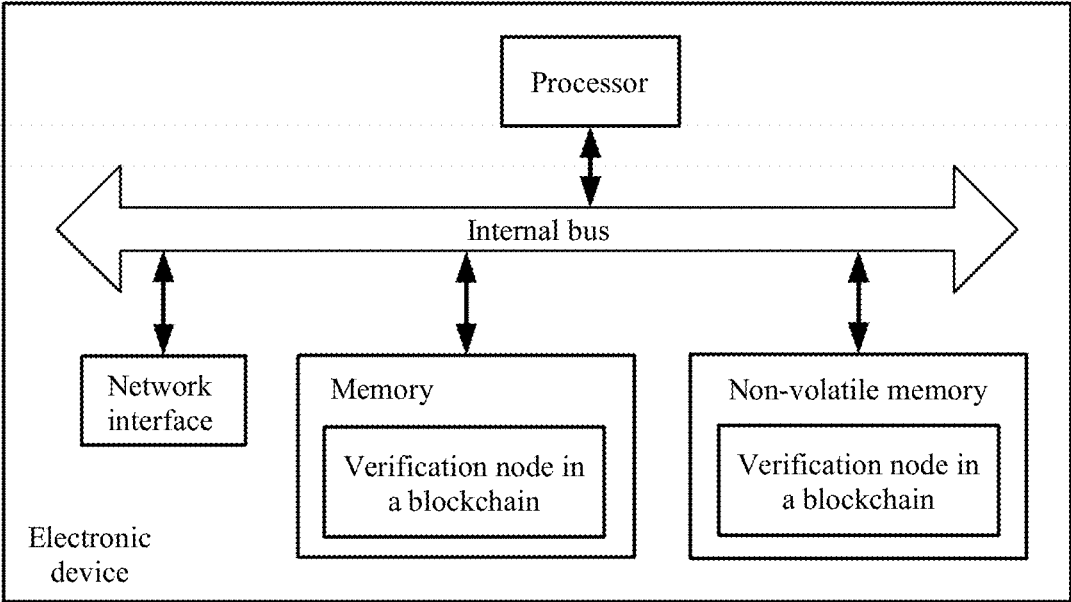 Processor
Internal bus
Network
interface
Memory
Verification node in
a blockchain
Non-volatile memory
Verification node in
a blockchain
Electronic
device